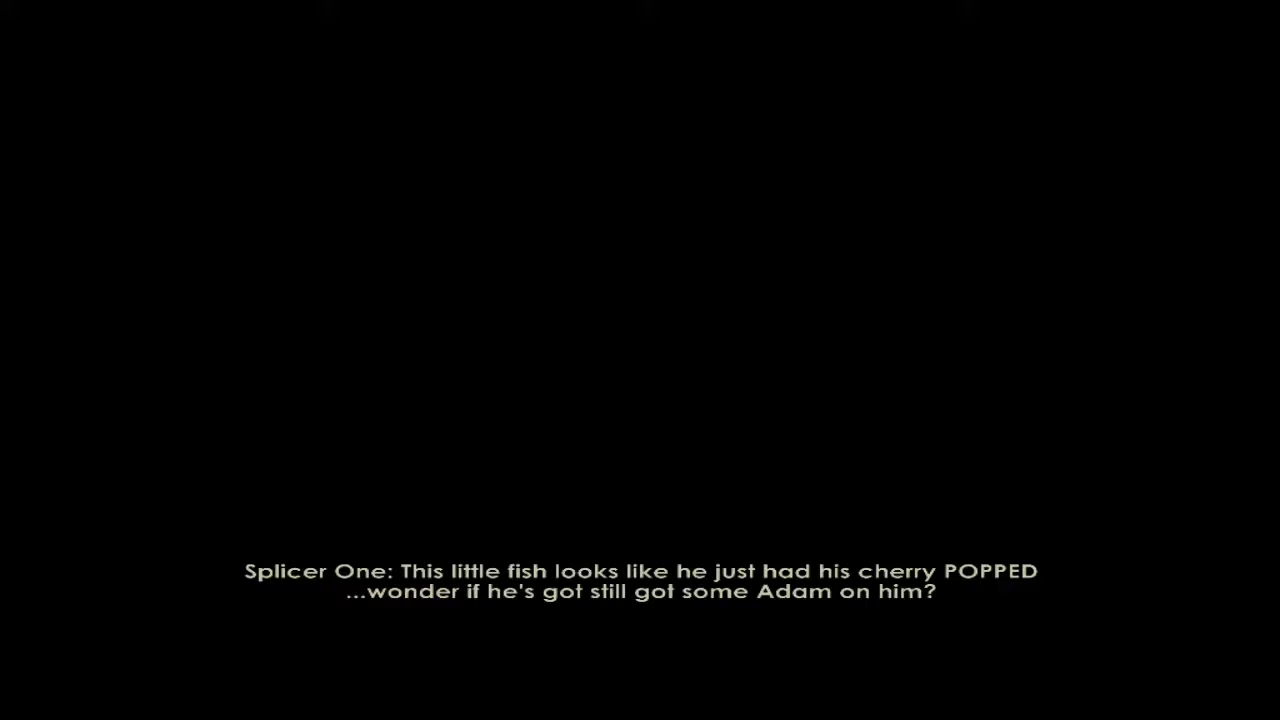 Splicer One: This little fish looks like he just had his cherry POPPED
...wonder if he's got still got some Adam on him?